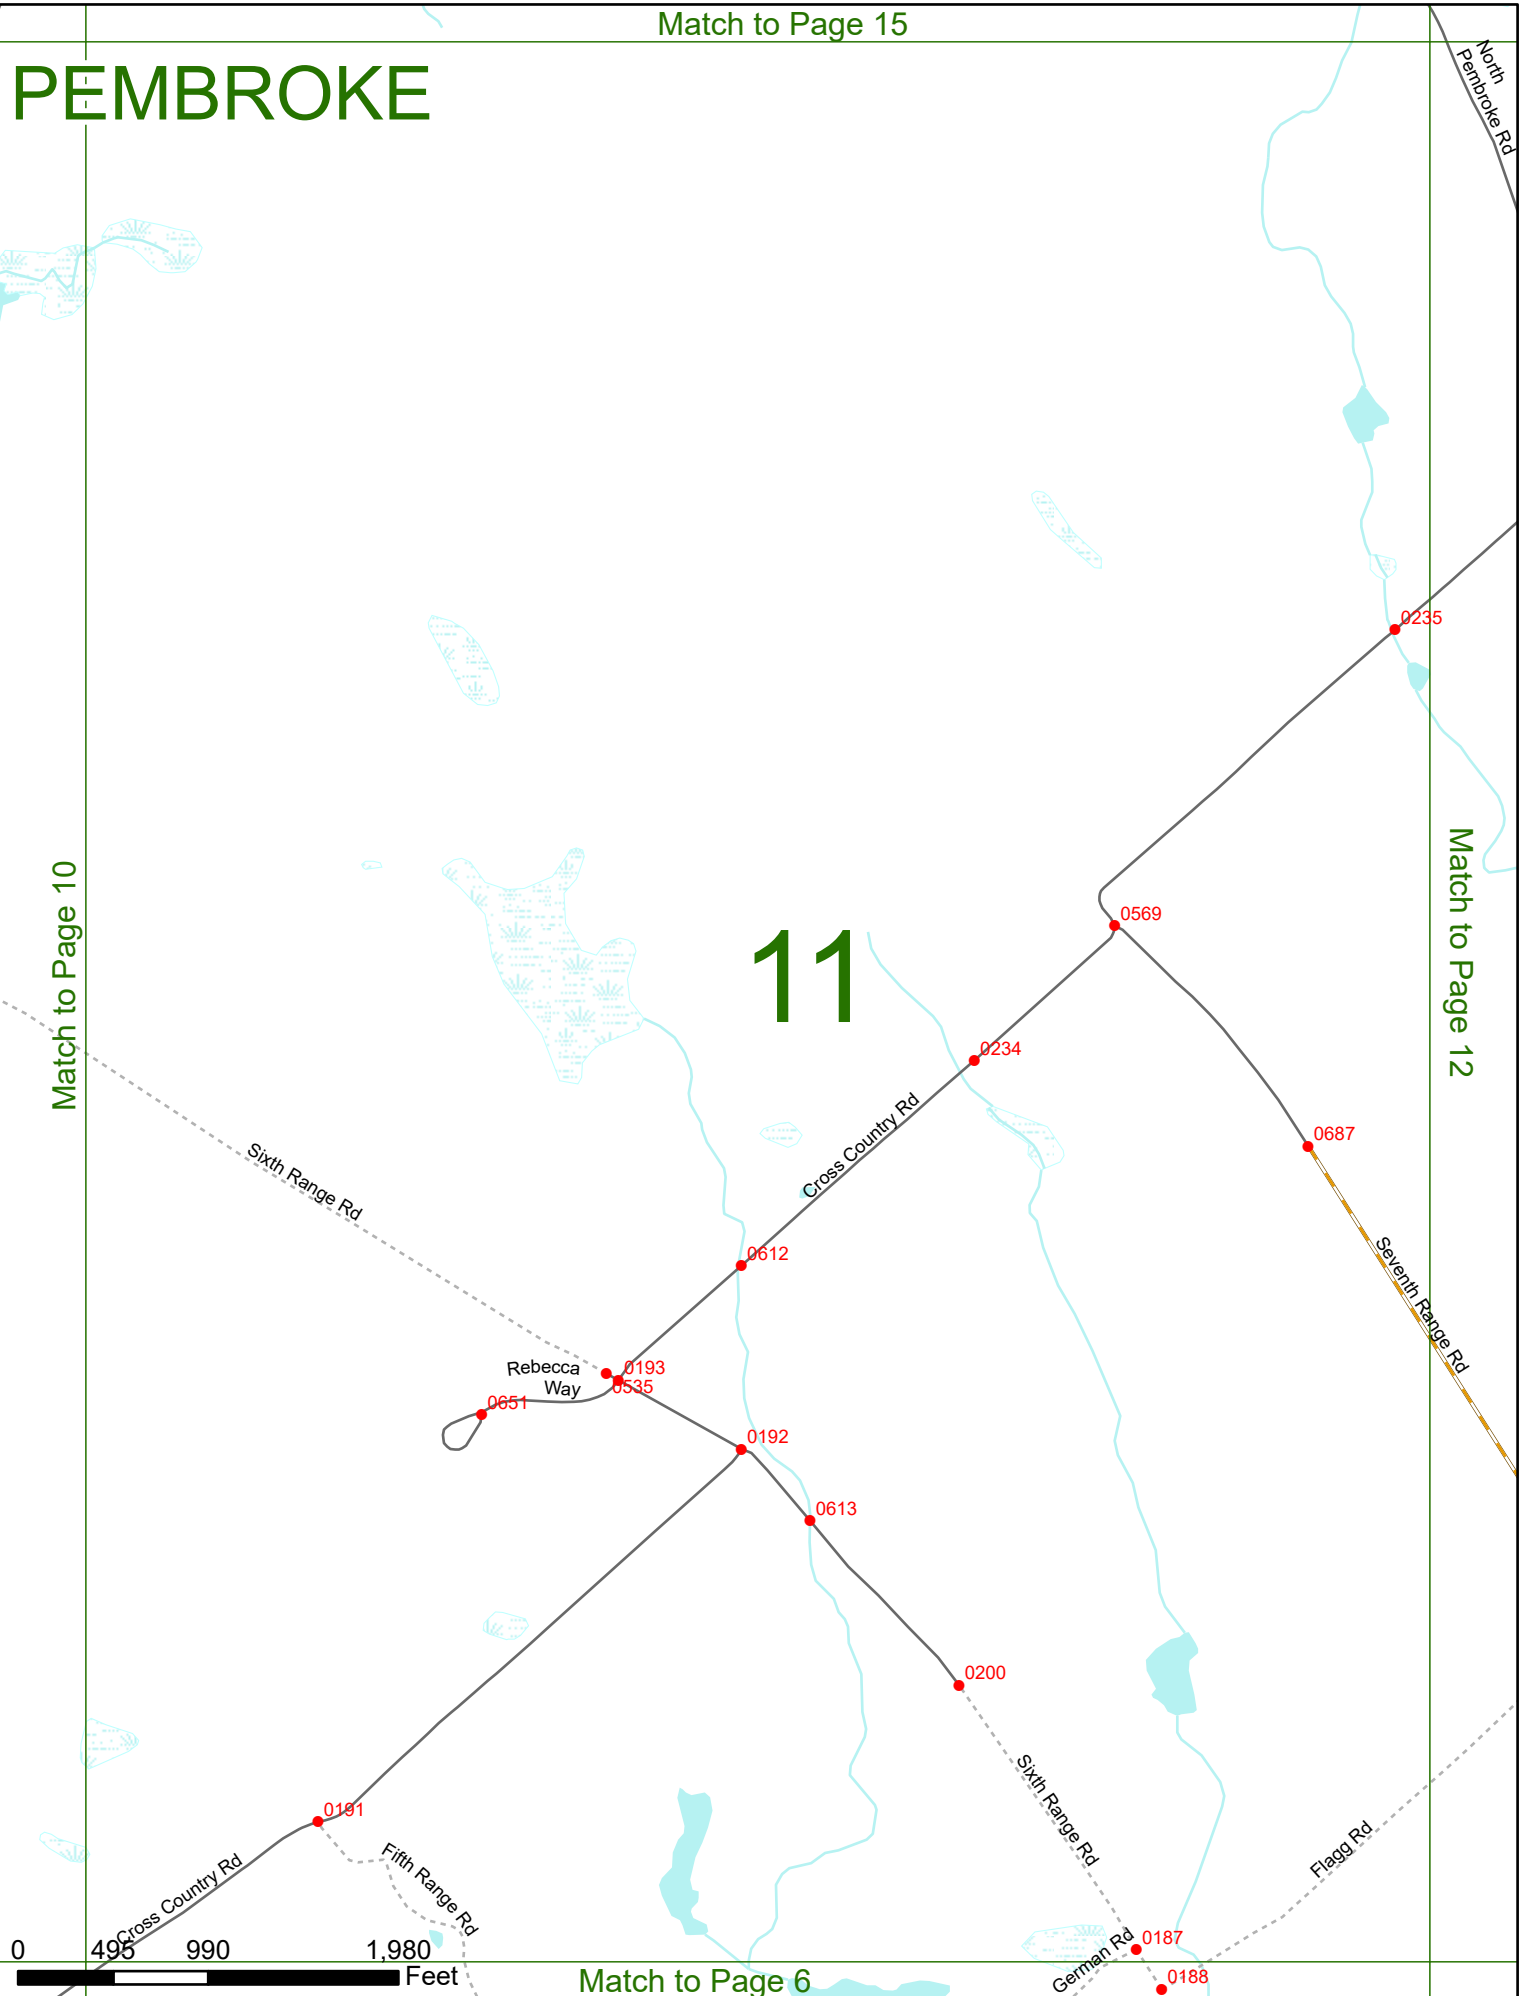 Match to Page 15
PEMBROKE
North
Pembroke Rd
0235
Match to Page 10
Match to Page 12
11
0569
0234
Cross Country Rd
0687
Sixth Range Rd
0612
Seventh Range Rd
Rebecca
Way
0193
0535
0651
0192
0613
0200
Sixth Range Rd
0191
Fifth Range Rd
Flagg Rd
Cross Country Rd
0187
German Rd
0188
0 495 990 1,980
Feet
Match to Page 6